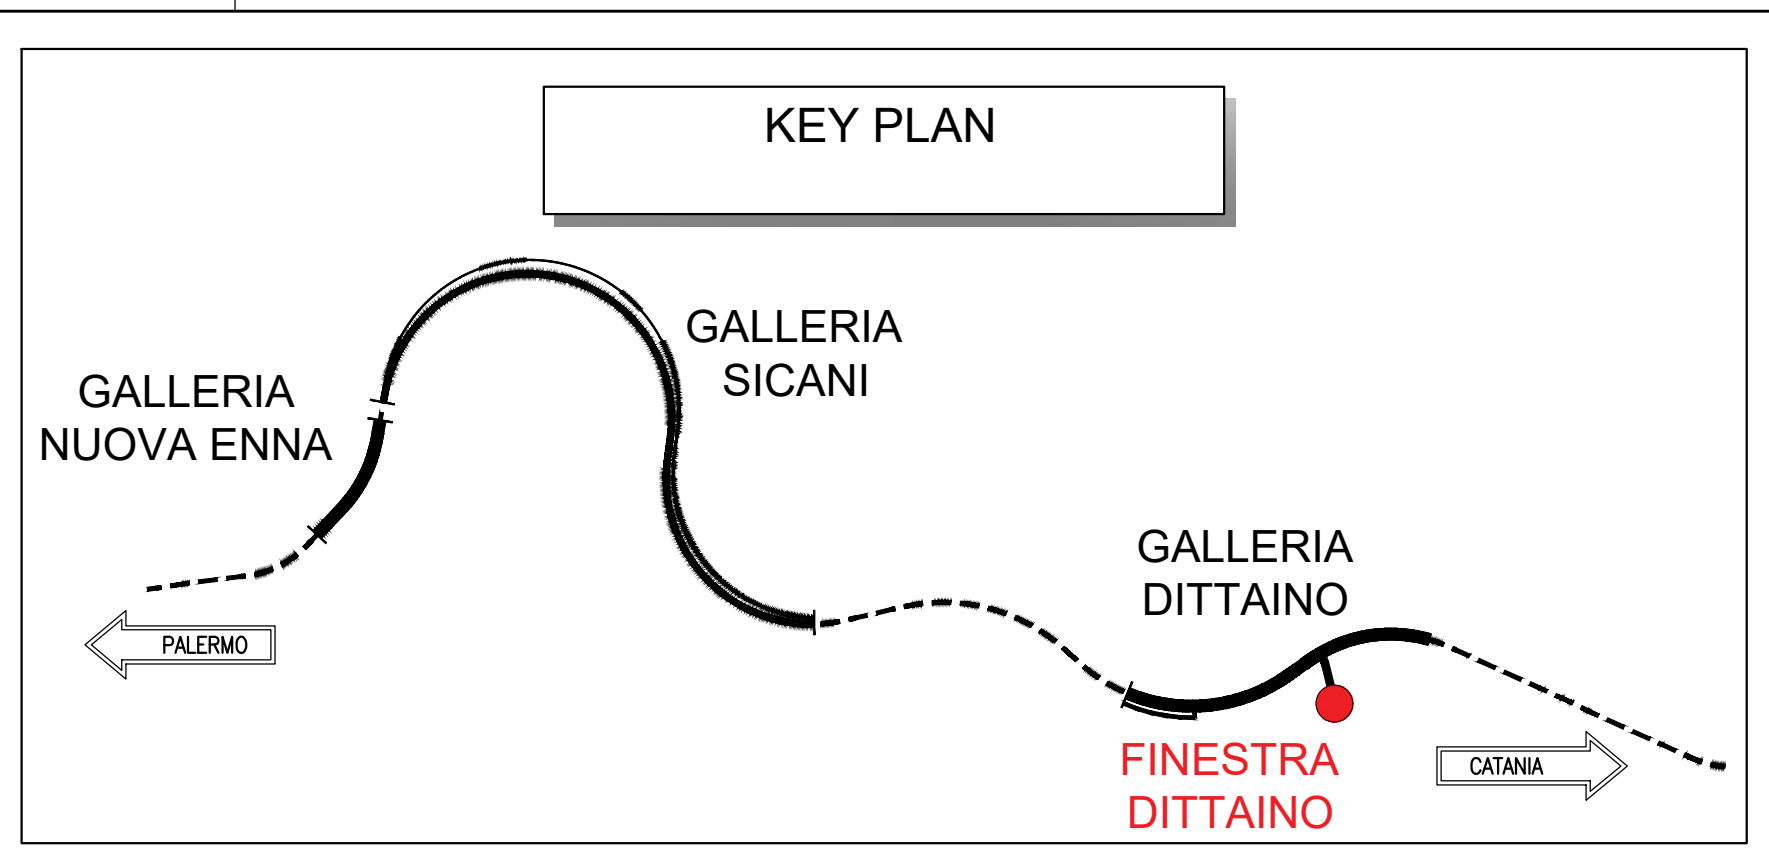 KEY PLAN
GALLERIA
SICANI
GALLERIA
NUOVA ENNA
GALLERIA
DITTAINO
PALERMO
FINESTRA
DITTAINO
CATANIA